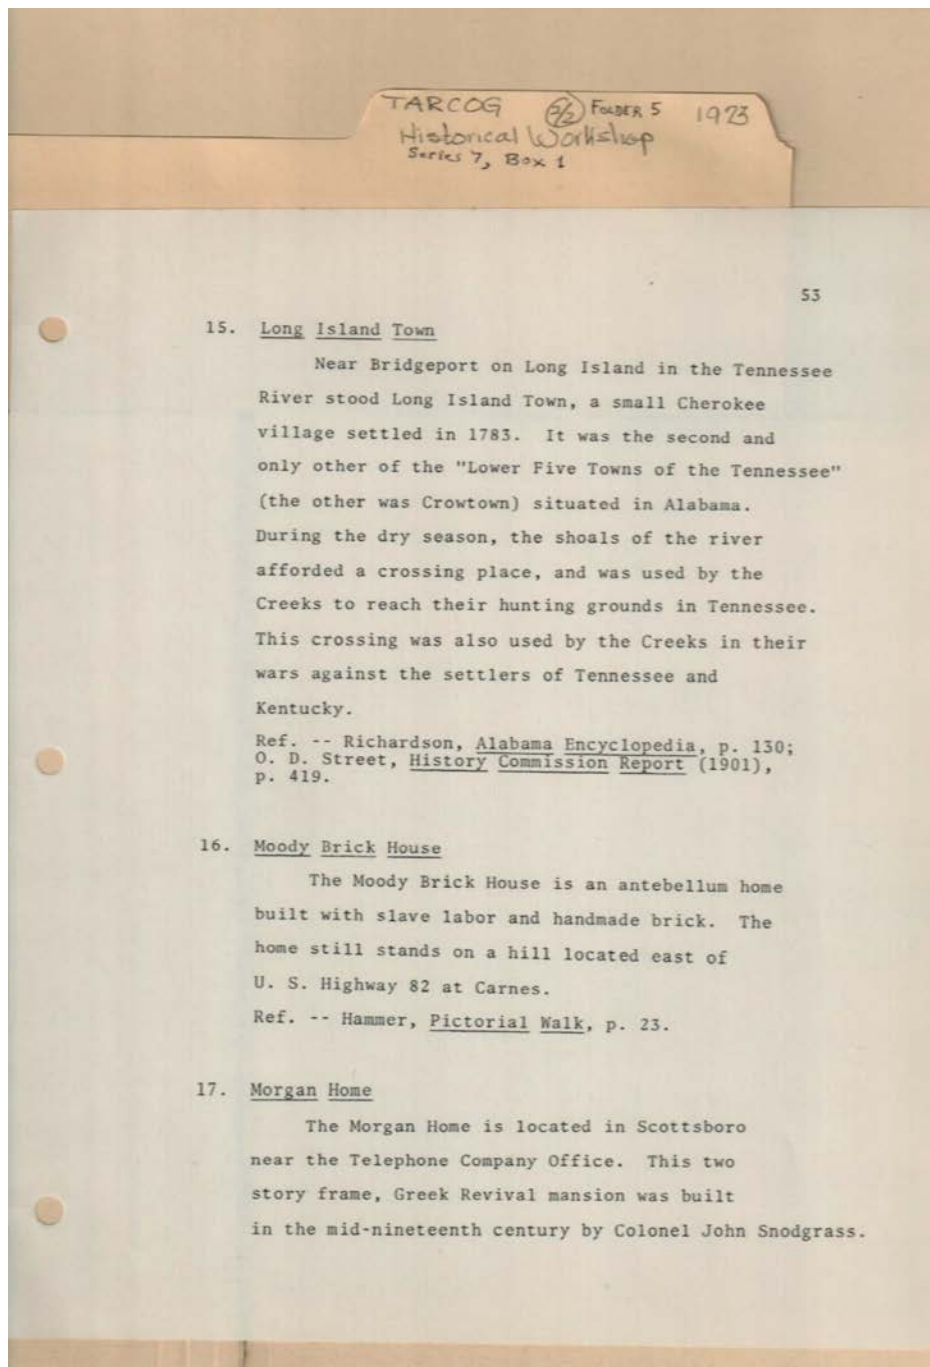 TARCOG 2/2 FOLDER 5 1973
Historical Workshop
Series 7, Box 1
53
15. Long Island Town
Near Bridgeport on Long Island in the Tennessee
River stood Long Island Town, a small Cherokee
village settled in 1783. It was the second and
only other of the "Lower Five Towns of the Tennessee"
(the other was Crowtown) situated in Alabama.
During the dry season, the shoals of the river
afforded a crossing place, and was used by the
Creeks to reach their hunting grounds in Tennessee.
This crossing was also used by the Creeks in their
wars against the settlers of Tennessee and
Kentucky.
Ref. -- Richardson, Alabama Encyclopedia, p. 130;
O. D. Street, History Commission Report (1901),
p. 419.
16. Moody Brick House
The Moody Brick House is an antebellum home
built with slave labor and handmade brick. The
home still stands on a hill located east of
U. S. Highway 82 at Carnes.
Ref. -- Hammer, Pictorial Walk, p. 23.
17. Morgan Home
The Morgan Home is located in Scottsboro
near the Telephone Company Office. This two
story frame, Greek Revival mansion was built
in the mid-nineteenth century by Colonel John Snodgrass.